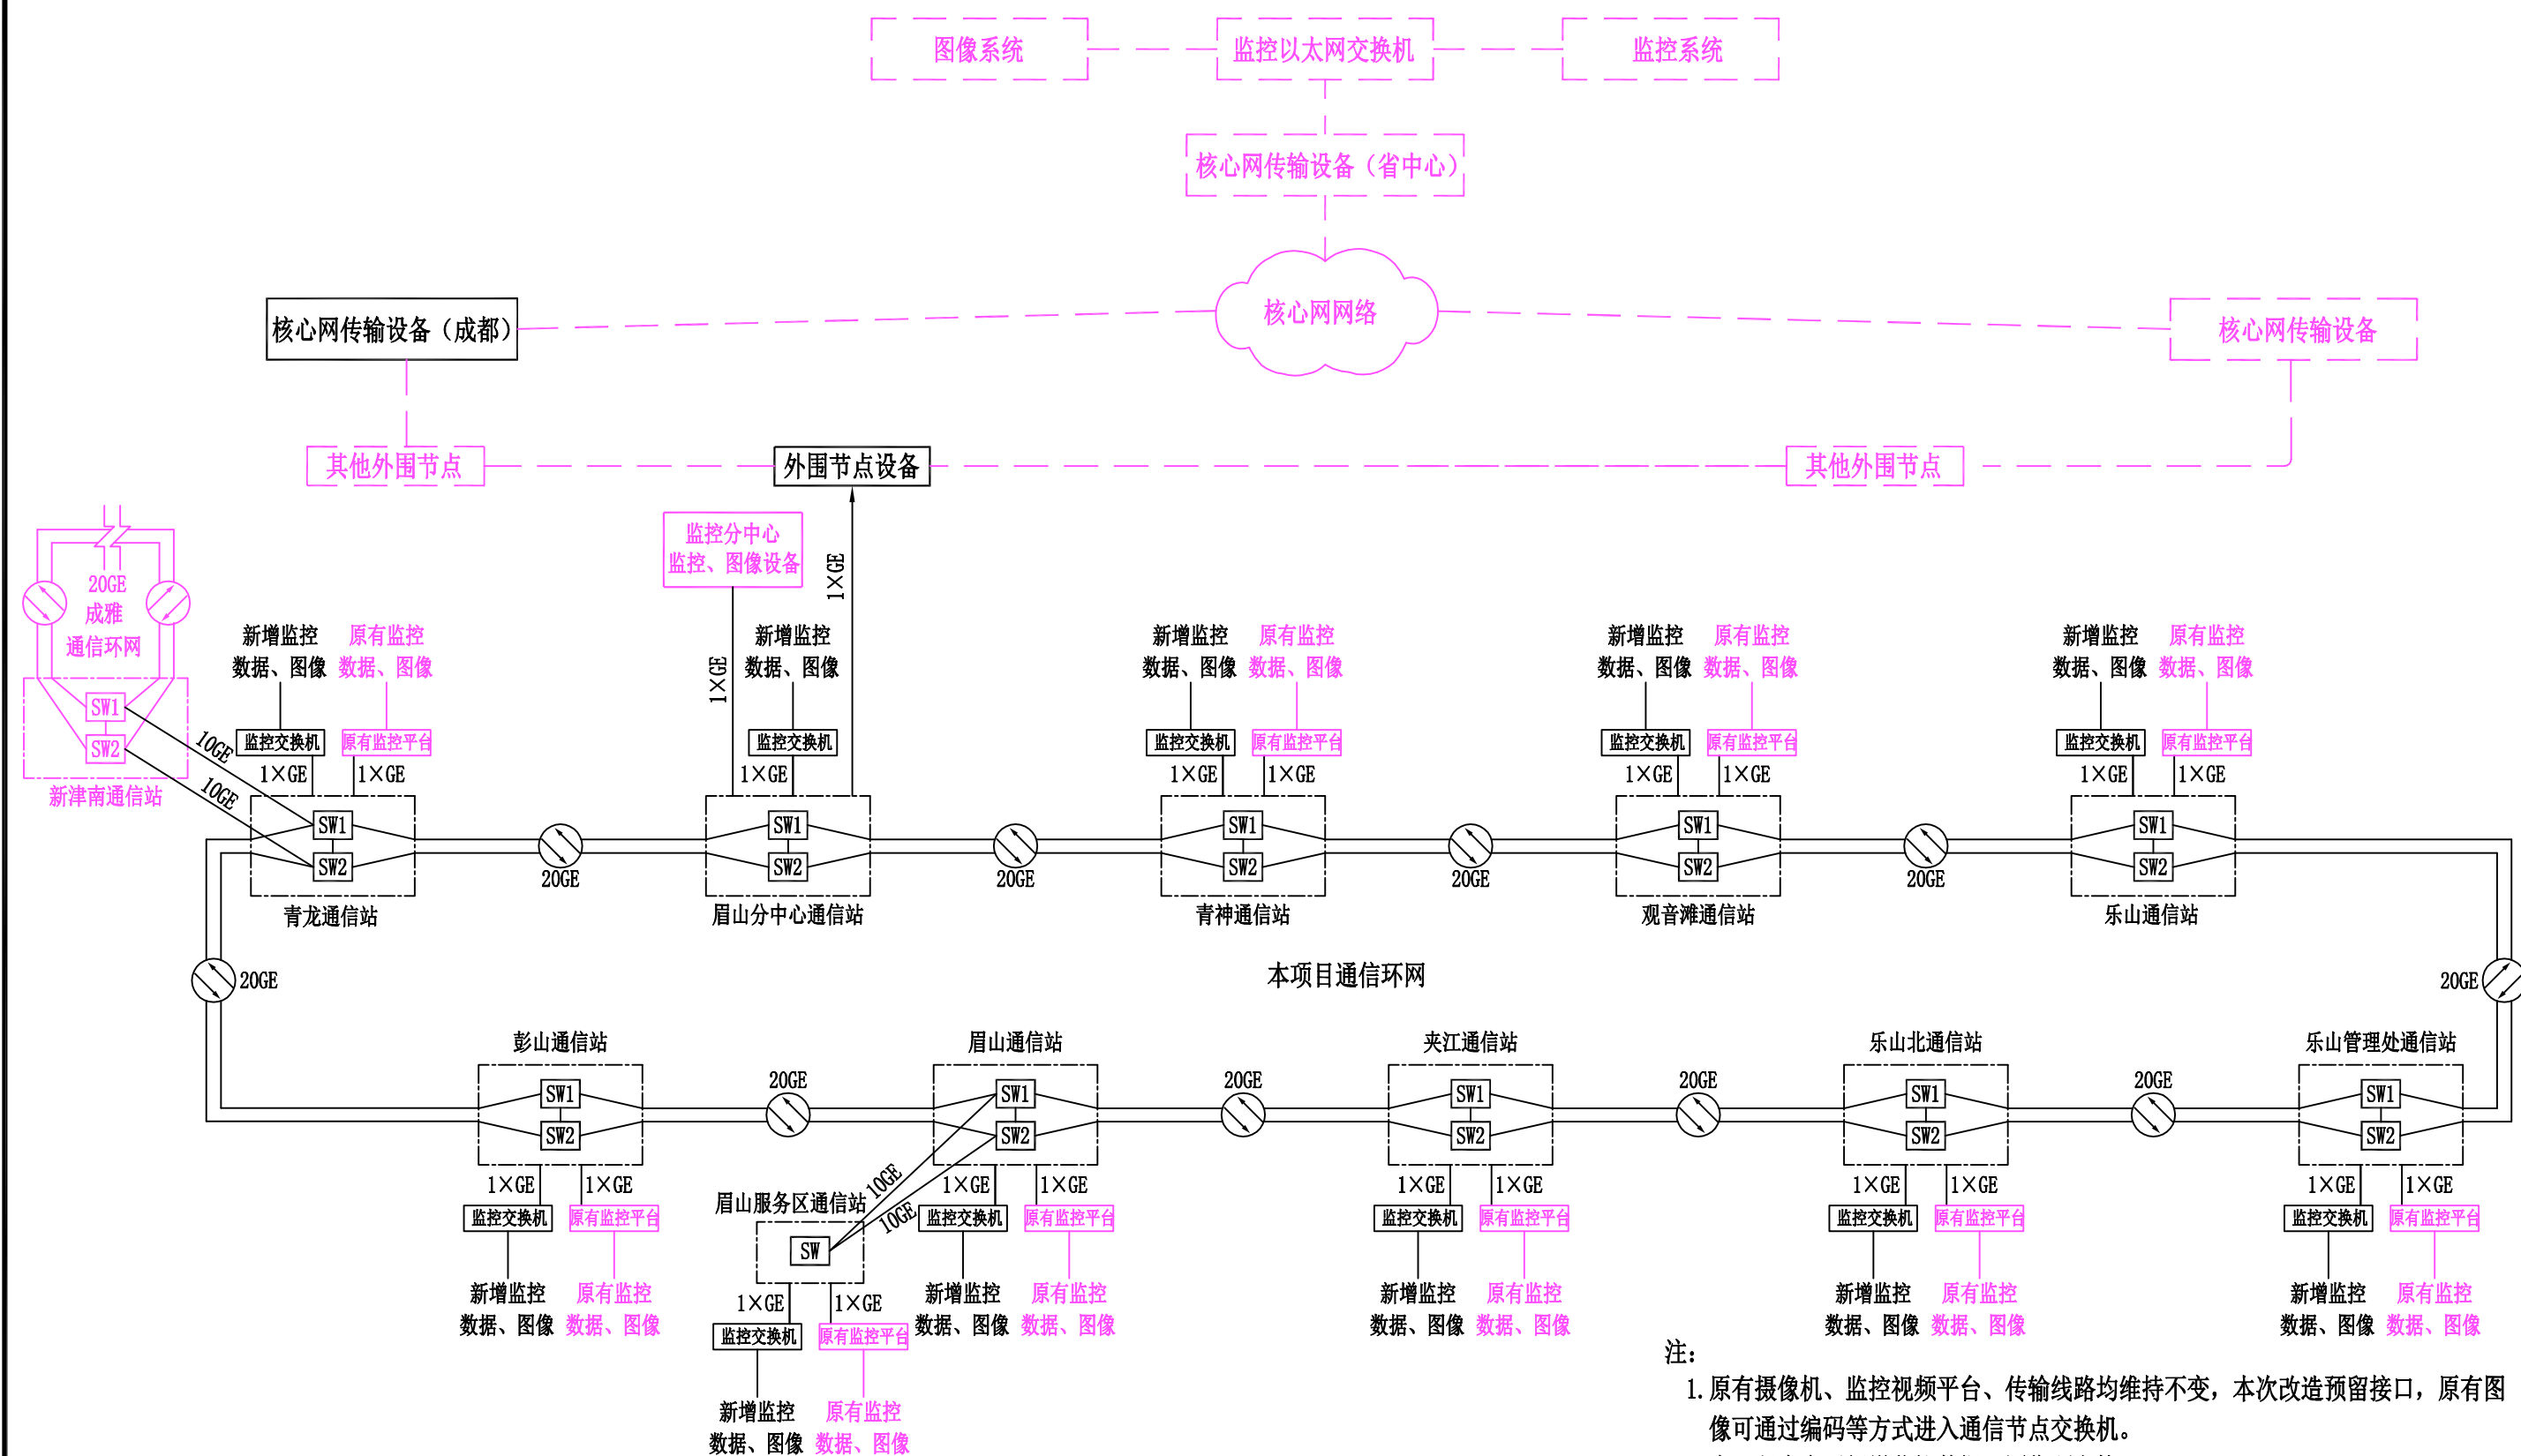 图像系统
监控以太网交换机
监控系统
核心网传输设备（省中心）
核心网网络
核心网传输设备（成都）
核心网传输设备
其他外围节点
外围节点设备
其他外围节点
监控分中心
监控、图像设备
1×GE
1×GE
20GE
成雅
通信环网
SW1
SW2
新津南通信站
10GE
10GE
新增监控
数据、图像
原有监控
数据、图像
监控交换机
原有监控平台
1×GE
1×GE
SW1
SW2
青龙通信站
20GE
新增监控
数据、图像
监控交换机
1×GE
SW1
SW2
眉山分中心通信站
20GE
新增监控
数据、图像
原有监控
数据、图像
监控交换机
原有监控平台
1×GE
1×GE
SW1
SW2
青神通信站
20GE
新增监控
数据、图像
原有监控
数据、图像
监控交换机
原有监控平台
1×GE
1×GE
SW1
SW2
观音滩通信站
20GE
新增监控
数据、图像
原有监控
数据、图像
监控交换机
原有监控平台
1×GE
1×GE
SW1
SW2
乐山通信站
20GE
本项目通信环网
20GE
彭山通信站
SW1
SW2
1×GE
1×GE
监控交换机
原有监控平台
新增监控
数据、图像
原有监控
数据、图像
20GE
眉山通信站
SW1
SW2
10GE
10GE
1×GE
1×GE
监控交换机
原有监控平台
新增监控
数据、图像
原有监控
数据、图像
眉山服务区通信站
SW
1×GE
1×GE
监控交换机
原有监控平台
新增监控
数据、图像
原有监控
数据、图像
20GE
夹江通信站
SW1
SW2
1×GE
1×GE
监控交换机
原有监控平台
新增监控
数据、图像
原有监控
数据、图像
20GE
乐山北通信站
SW1
SW2
1×GE
1×GE
监控交换机
原有监控平台
新增监控
数据、图像
原有监控
数据、图像
20GE
乐山管理处通信站
SW1
SW2
1×GE
1×GE
监控交换机
原有监控平台
新增监控
数据、图像
原有监控
数据、图像
注：
1. 原有摄像机、监控视频平台、传输线路均维持不变，本次改造预留接口，原有图
像可通过编码等方式进入通信节点交换机。